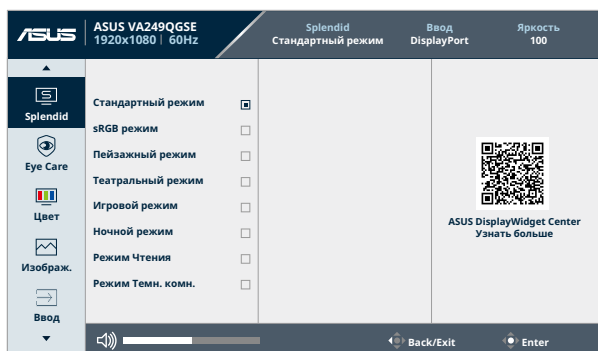 ASUS
ASUS VA249QGSE
1920x1080 | 60Hz
Splendid
Стандартный режим
Ввод
DisplayPort
Яркость
100
Splendid
Eye Care
Цвет
Изображ.
Ввод
Стандартный режим
sRGB режим
Пейзажный режим
Театральный режим
Игровой режим
Ночной режим
Режим Чтения
Режим Темн. комн.
ASUS DisplayWidget Center
Узнать больше
Back/Exit
Enter